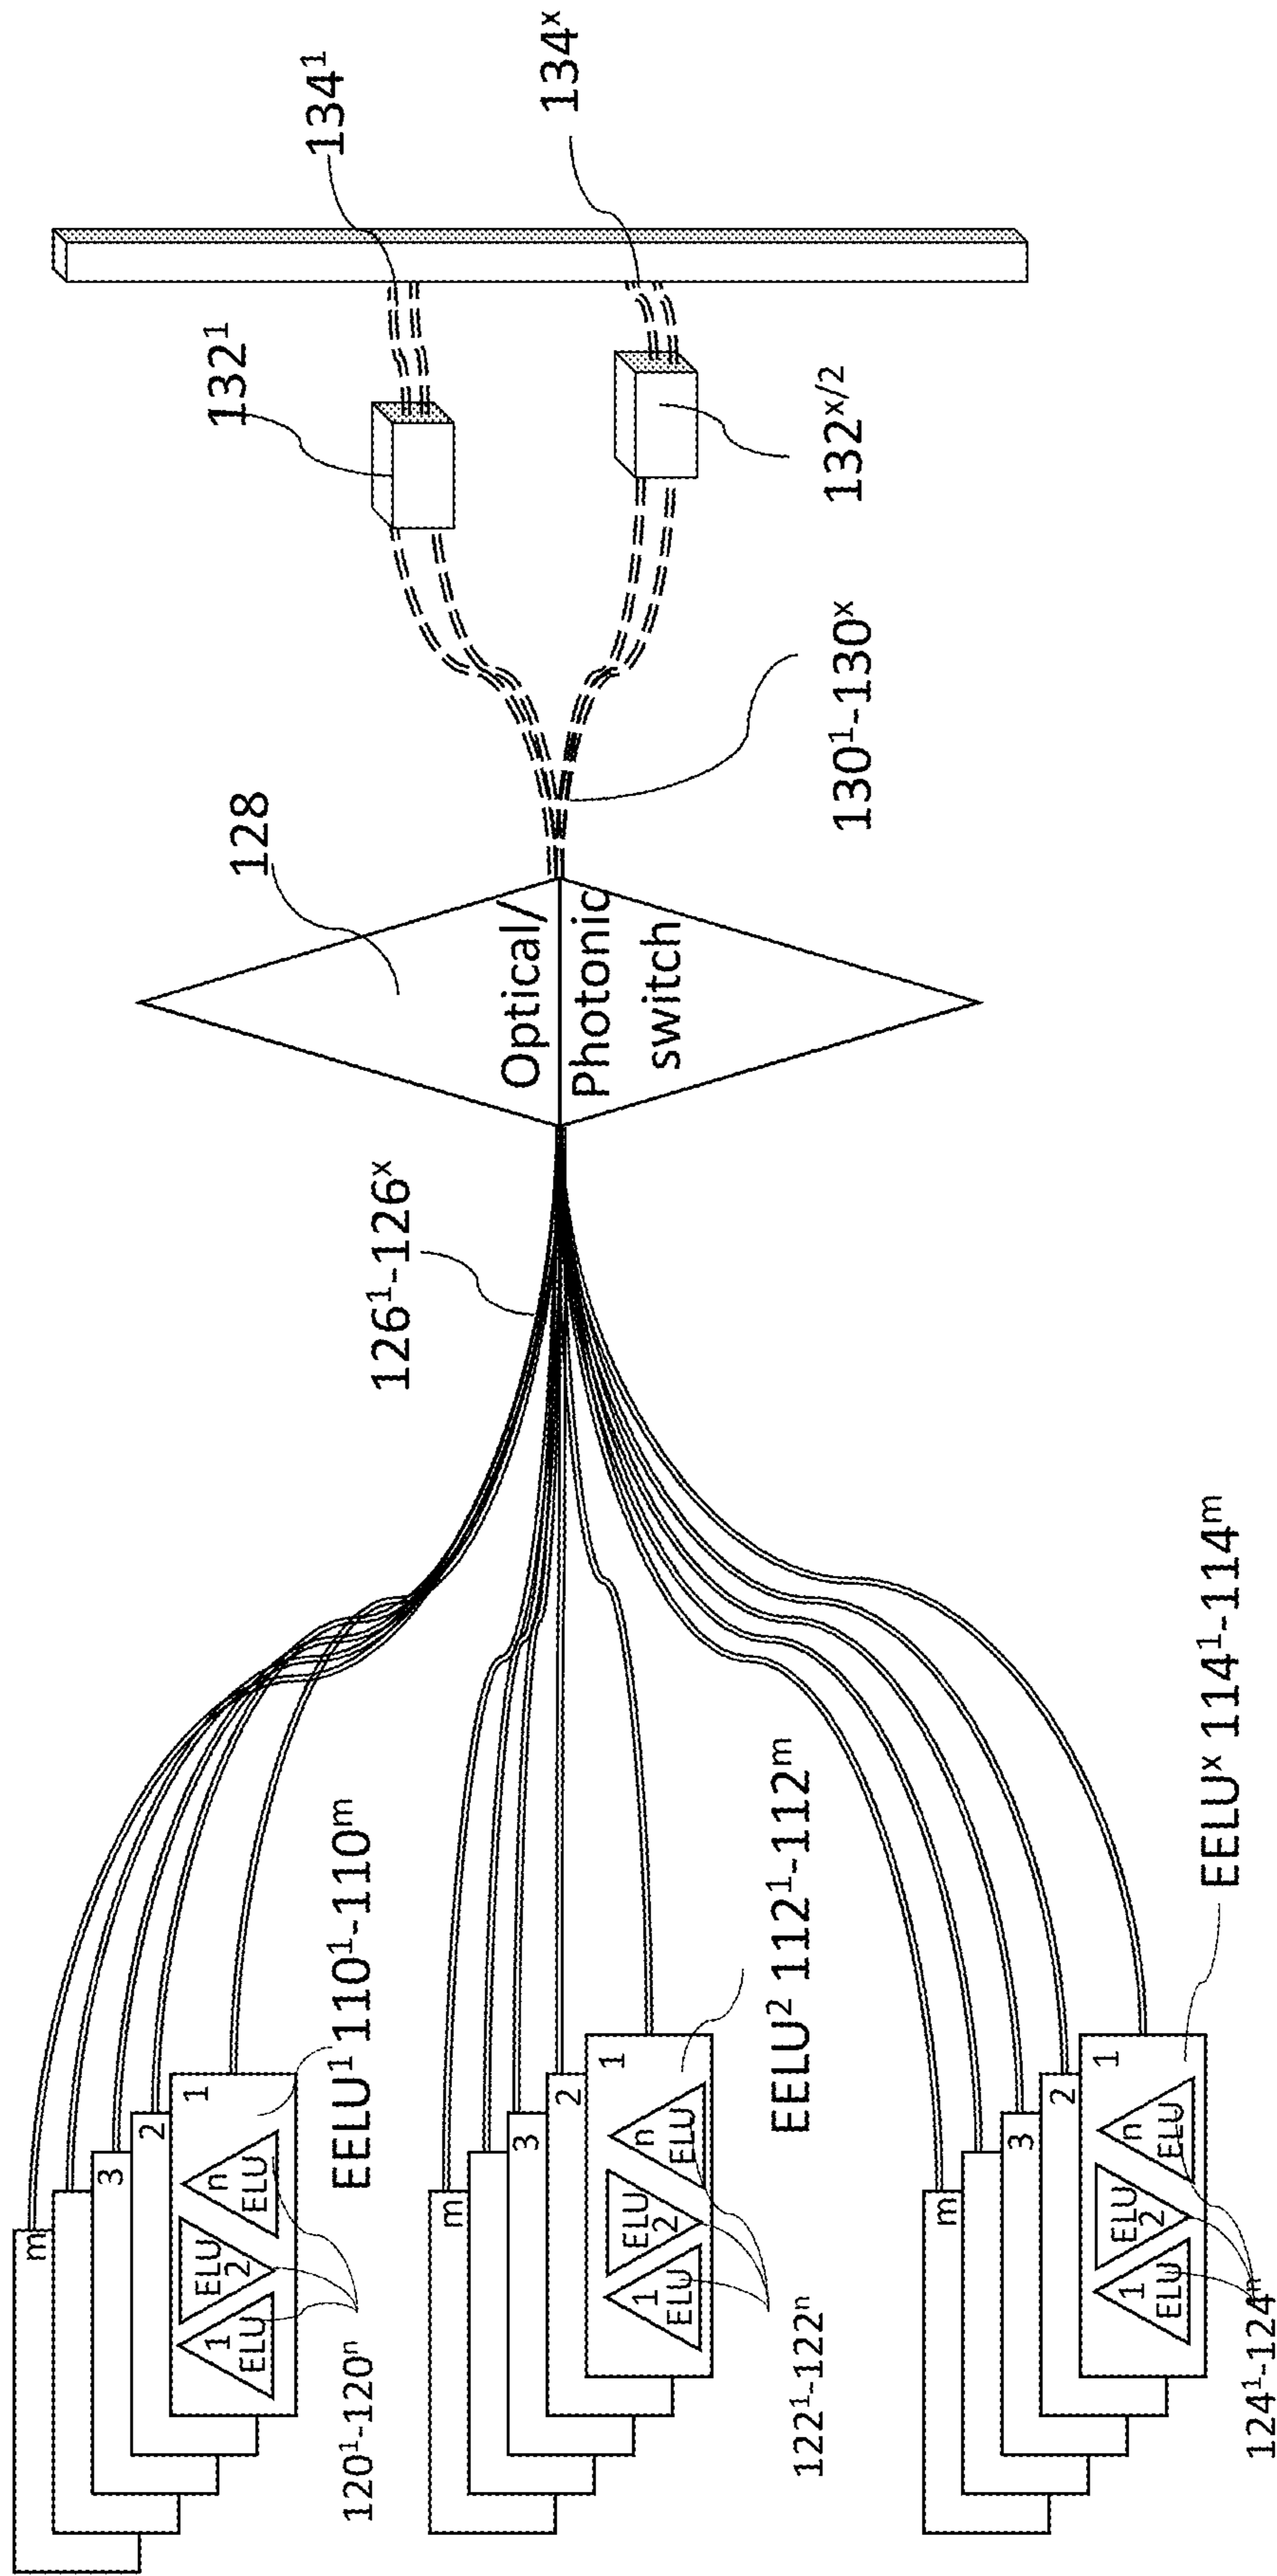 134¹
134ˣ
132¹
132ˣ/²
130¹-130ˣ
128
Optical/
Photonic
switch
126¹-126ˣ
m
3
2
1
1
ELU
ELU
2
n
ELU
EELU¹ 110¹-110ᵐ
120¹-120ⁿ
m
3
2
1
1
ELU
ELU
2
n
ELU
EELU² 112¹-112ᵐ
122¹-122ⁿ
m
3
2
1
1
ELU
ELU
2
n
ELU
EELUˣ 114¹-114ᵐ
124¹-124ⁿ